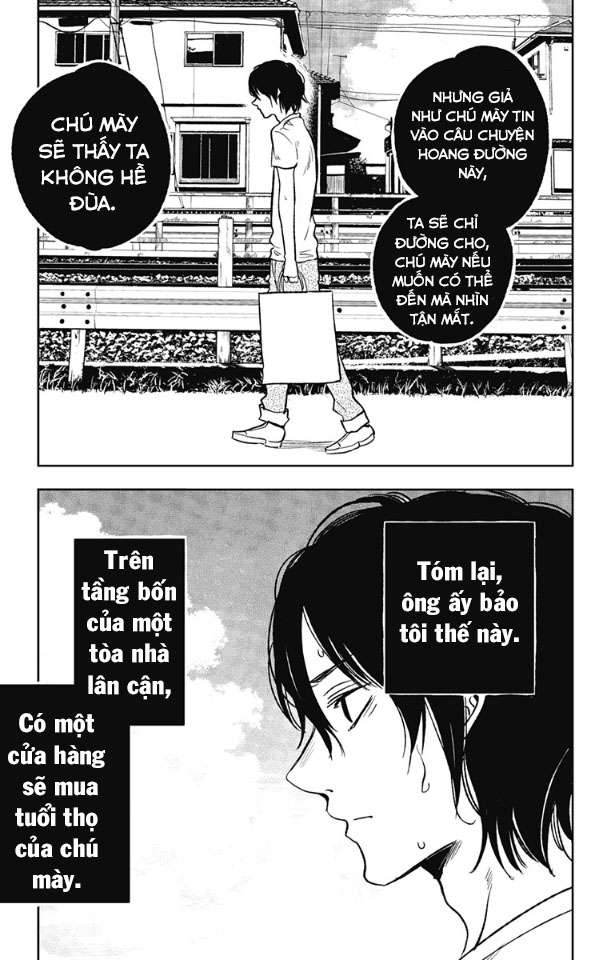 NHƯNG GIẢ
NHƯ CHÚ MÀY TIN
VÀO CÂU CHUYỆN
HOANG ĐƯỜNG
NÀY,
TA SẼ CHỈ
ĐƯỜNG CHO,
CHÚ MÀY NẾU
MUỐN CÓ THỂ
ĐẾN MÀ NHÌN
TẬN MẮT.
CHÚ MÀY
SẼ THẤY TA
KHÔNG HỀ
ĐÙA.
Tóm lại,
ông ấy bảo
tôi thế này.
Trên
tầng bốn
của một
tòa nhà
lân cận,
Có một
cửa hàng
sẽ mua
tuổi thọ
của chú
mày.